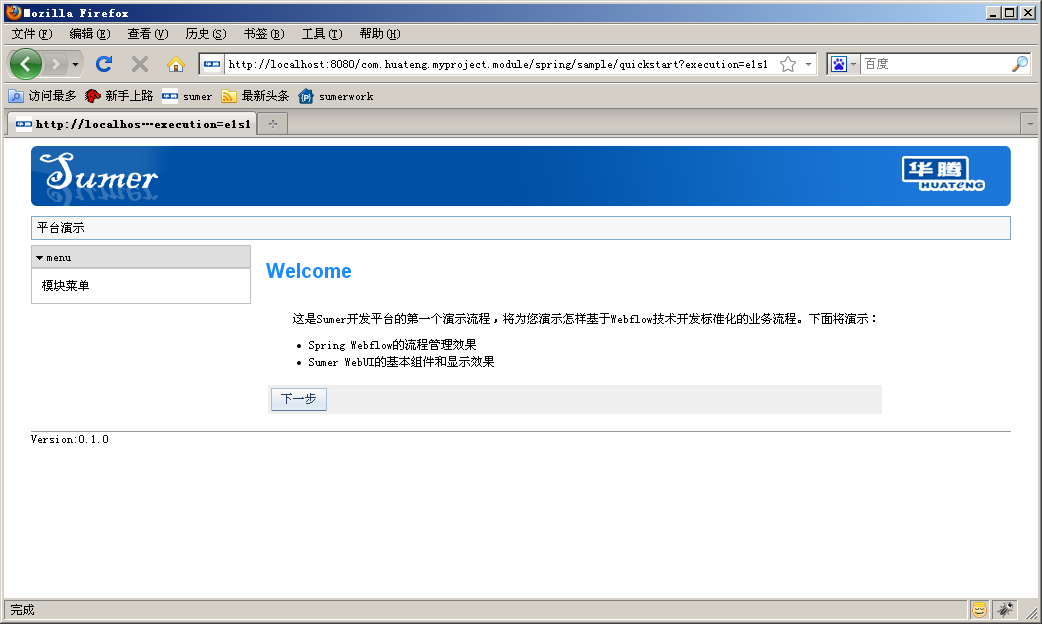 Mozilla Firefox
文件(F) 编辑(E) 查看(V) 历史(S) 书签(B) 工具(T) 帮助(H)
http://localhost:8080/com.huateng.myproject.module/spring/sample/quickstart?execution=e1s1 百度
访问最多 新手上路 sumer 最新头条 sumerwork
http://localhos...execution=e1s1
Sumer 华腾 HUATENG
平台演示
menu
模块菜单
Welcome
这是Sumer开发平台的第一个演示流程，将为您演示怎样基于Webflow技术开发标准化的业务流程。下面将演示：
• Spring Webflow的流程管理效果
• Sumer WebUI的基本组件和显示效果
下一步
Version:0.1.0
完成